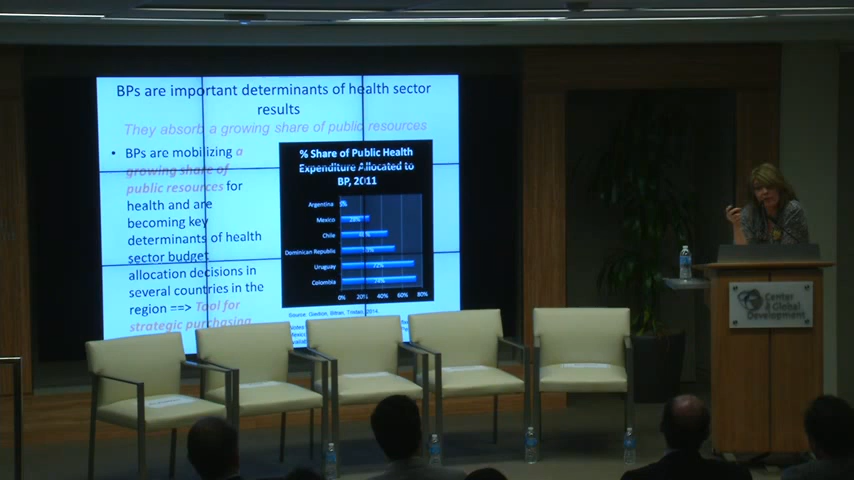 BPs are important determinants of health sector
results
They absorb a growing share of public resources
• BPs are mobilizing a
growing share of
public resources for
health and are
becoming key
determinants of health
sector budget
allocation decisions in
several countries in the
region ==> Tool for
strategic purchasing
% Share of Public Health
Expenditure Allocated to
BP, 2011
Argentina
Mexico
Chile
Dominican Republic
Uruguay
Colombia
0% 20% 40% 60% 80%
Source: 2014.
Center
Global
Development